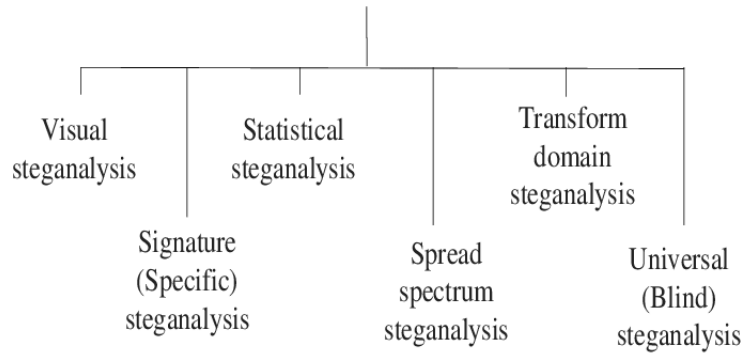 Visual
steganalysis
Signature
(Specific)
steganalysis
Statistical
steganalysis
Spread
spectrum
steganalysis
Transform
domain
steganalysis
Universal
(Blind)
steganalysis